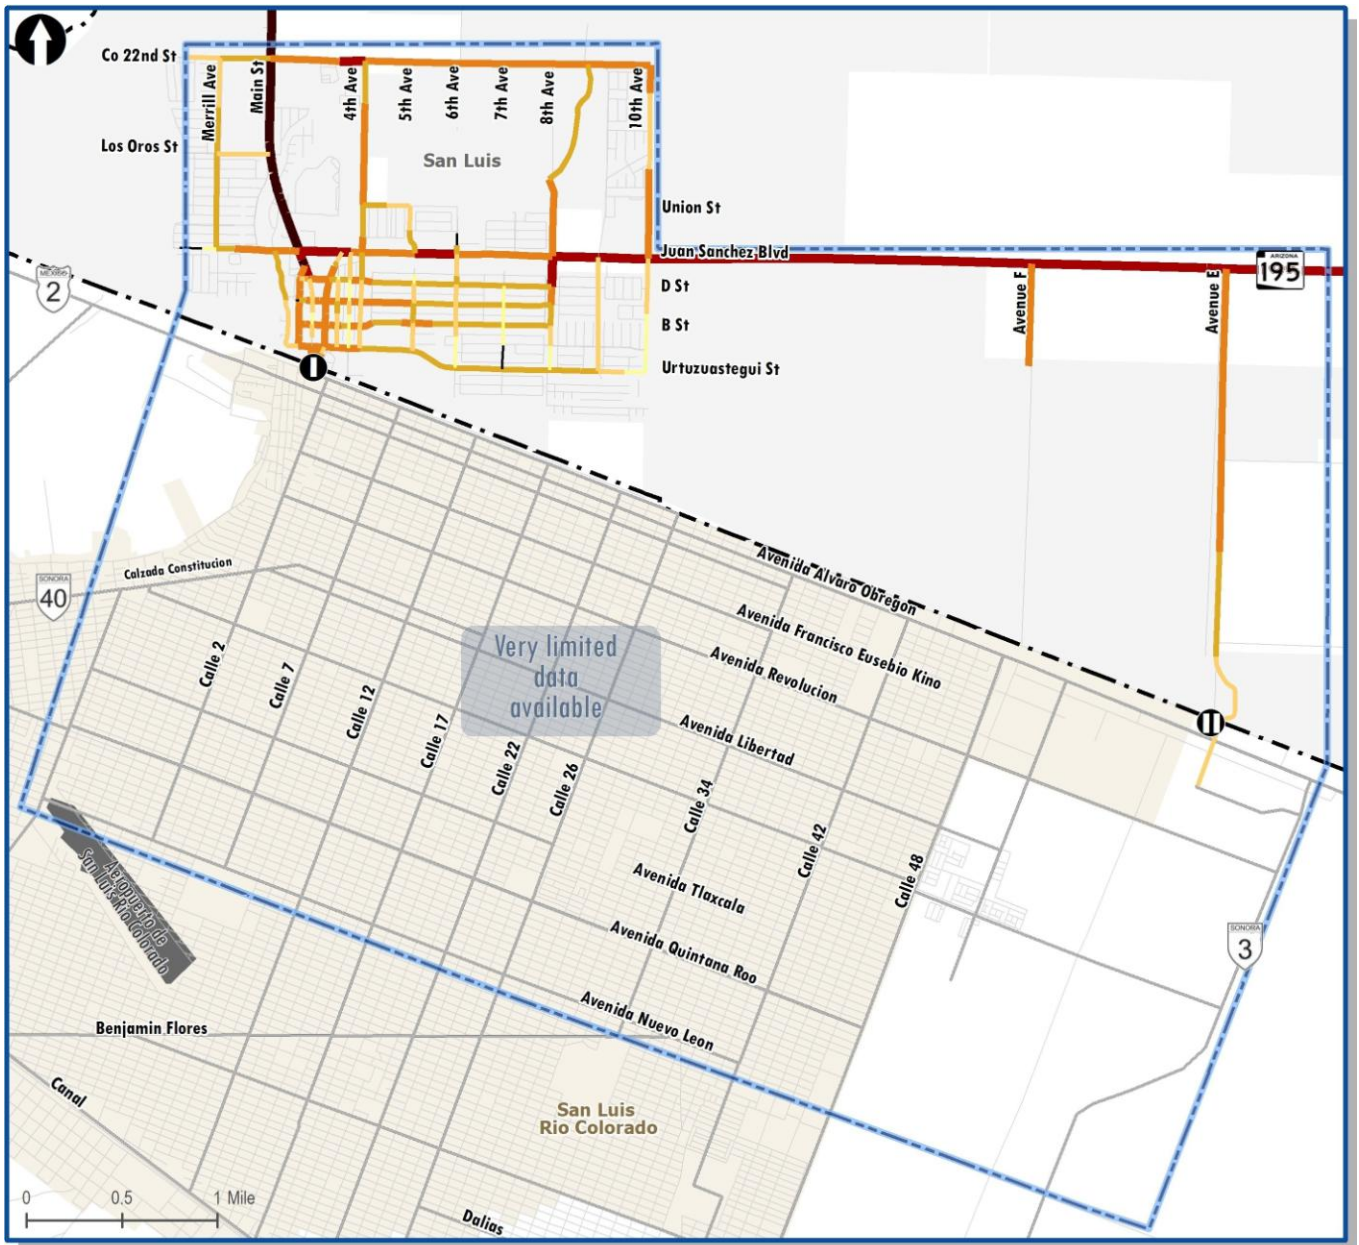 Co 22nd St
Merrill Ave
Main St
4th Ave
5th Ave
6th Ave
7th Ave
8th Ave
10th Ave
Los Oros St
San Luis
Union St
Juan Sanchez Blvd
ARIZONA
195
MEXICO
2
D St
Avenue F
Avenue E
B St
Urtuzuastegui St
I
Avenida Alvaro Obregon
Calzada Constitucion
SONORA
40
Avenida Francisco Eusebio Kino
Very limited
data
available
Avenida Revolucion
Calle 2
Calle 7
Calle 12
Calle 17
Calle 22
Calle 26
Avenida Libertad
II
Calle 34
Calle 42
Calle 48
Aeropuerto de
San Luis Rio Colorado
Avenida Tlaxcala
Avenida Quintana Roo
SONORA
3
Avenida Nuevo Leon
Benjamin Flores
Canal
San Luis
Rio Colorado
0 0.5 1 Mile
Dalias